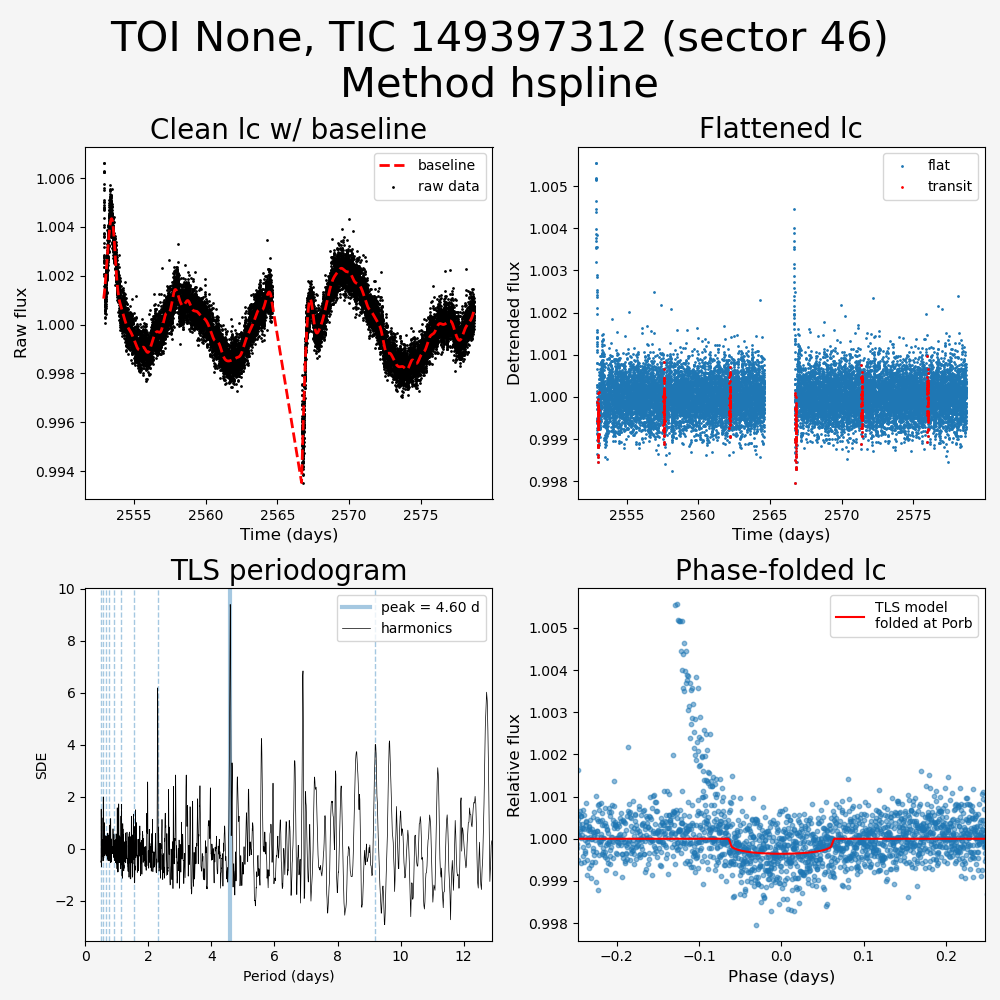 TOI None, TIC 149397312 (sector 46)
Method hspline
Clean lc w/ baseline
Flattened lc
baseline
raw data
flat
transit
1.006
1.004
1.002
1.000
0.998
0.996
0.994
Raw flux
2555
2560
2565
2570
2575
Time (days)
1.005
1.004
1.003
1.002
1.001
1.000
0.999
0.998
Detrended flux
2555
2560
2565
2570
2575
Time (days)
TLS periodogram
Phase-folded lc
peak = 4.60 d
harmonics
TLS model
folded at Porb
10
8
6
4
2
0
−2
SDE
0
2
4
6
8
10
12
Period (days)
1.005
1.004
1.003
1.002
1.001
1.000
0.999
0.998
Relative flux
−0.2
−0.1
0.0
0.1
0.2
Phase (days)